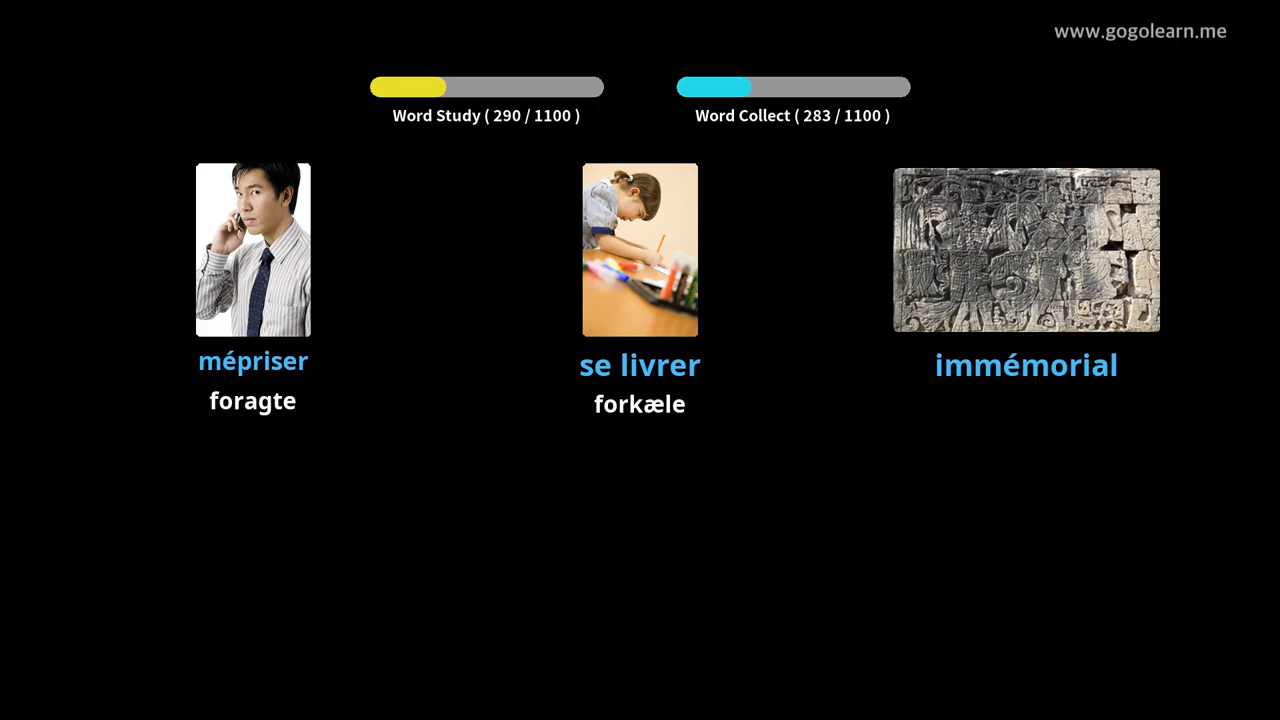 www.gogolearn.me
Word Study ( 290 / 1100 )
Word Collect ( 283 / 1100 )
mépriser
foragte
se livrer
forkæle
immémorial